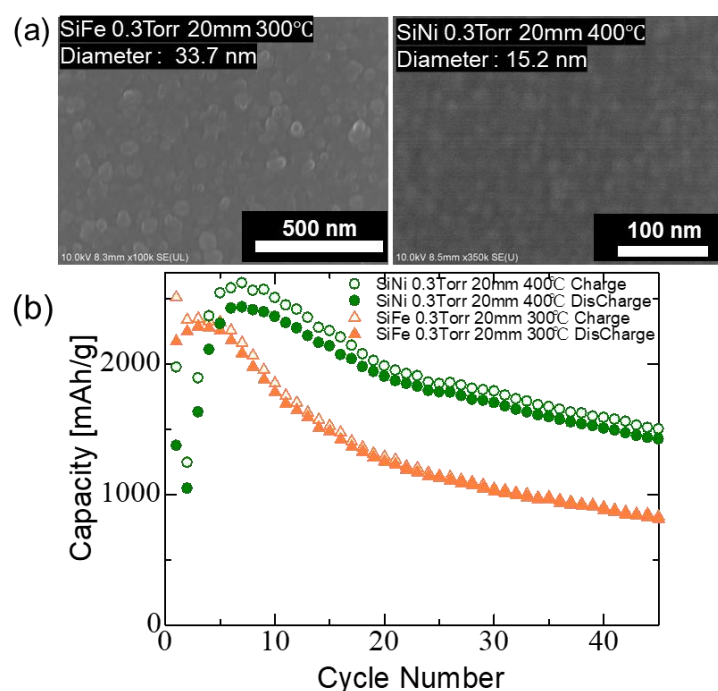 (a)
SiFe 0.3Torr 20mm 300℃
Diameter : 33.7 nm
500 nm
10.0kV 8.3mm x100k SE(UL)
SiNi 0.3Torr 20mm 400℃
Diameter : 15.2 nm
100 nm
10.0kV 8.5mm x350k SE(U)
(b)
SiNi 0.3Torr 20mm 400℃ Charge
SiNi 0.3Torr 20mm 400℃ DisCharge
SiFe 0.3Torr 20mm 300℃ Charge
SiFe 0.3Torr 20mm 300℃ DisCharge
Capacity [mAh/g]
2000
1000
0
0
10
20
30
40
Cycle Number